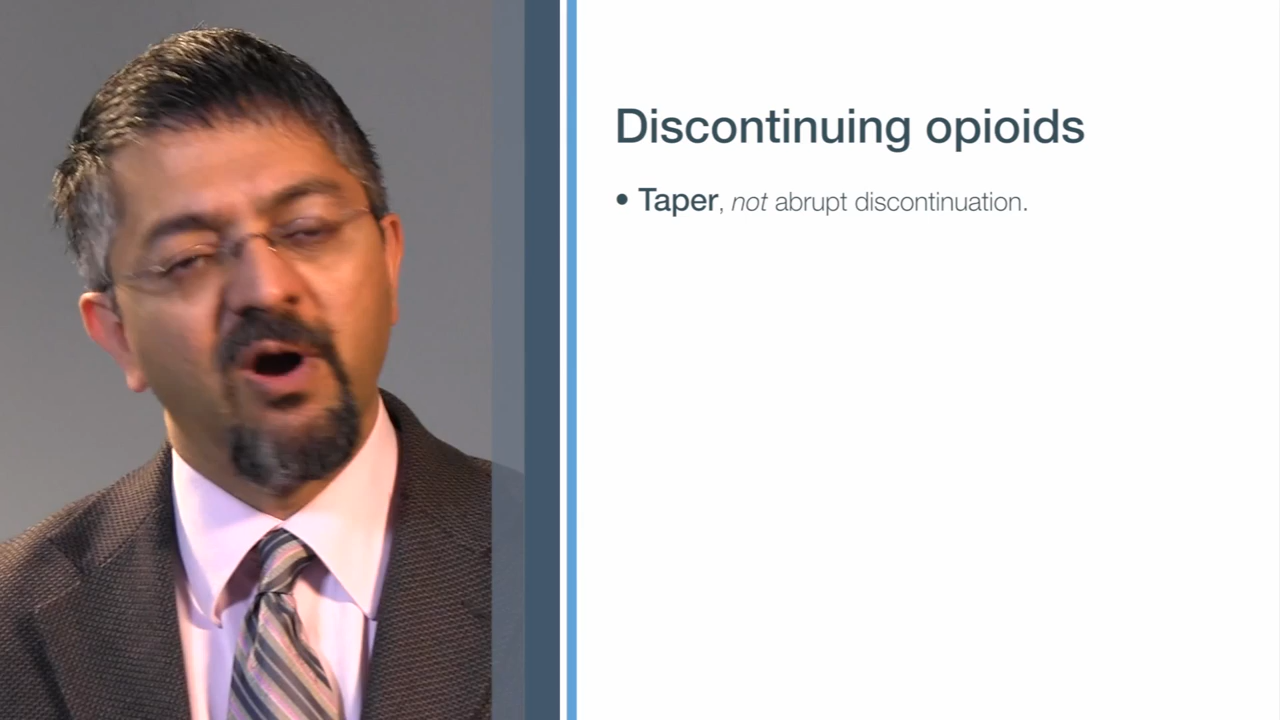 Discontinuing opioids
• Taper, not abrupt discontinuation.